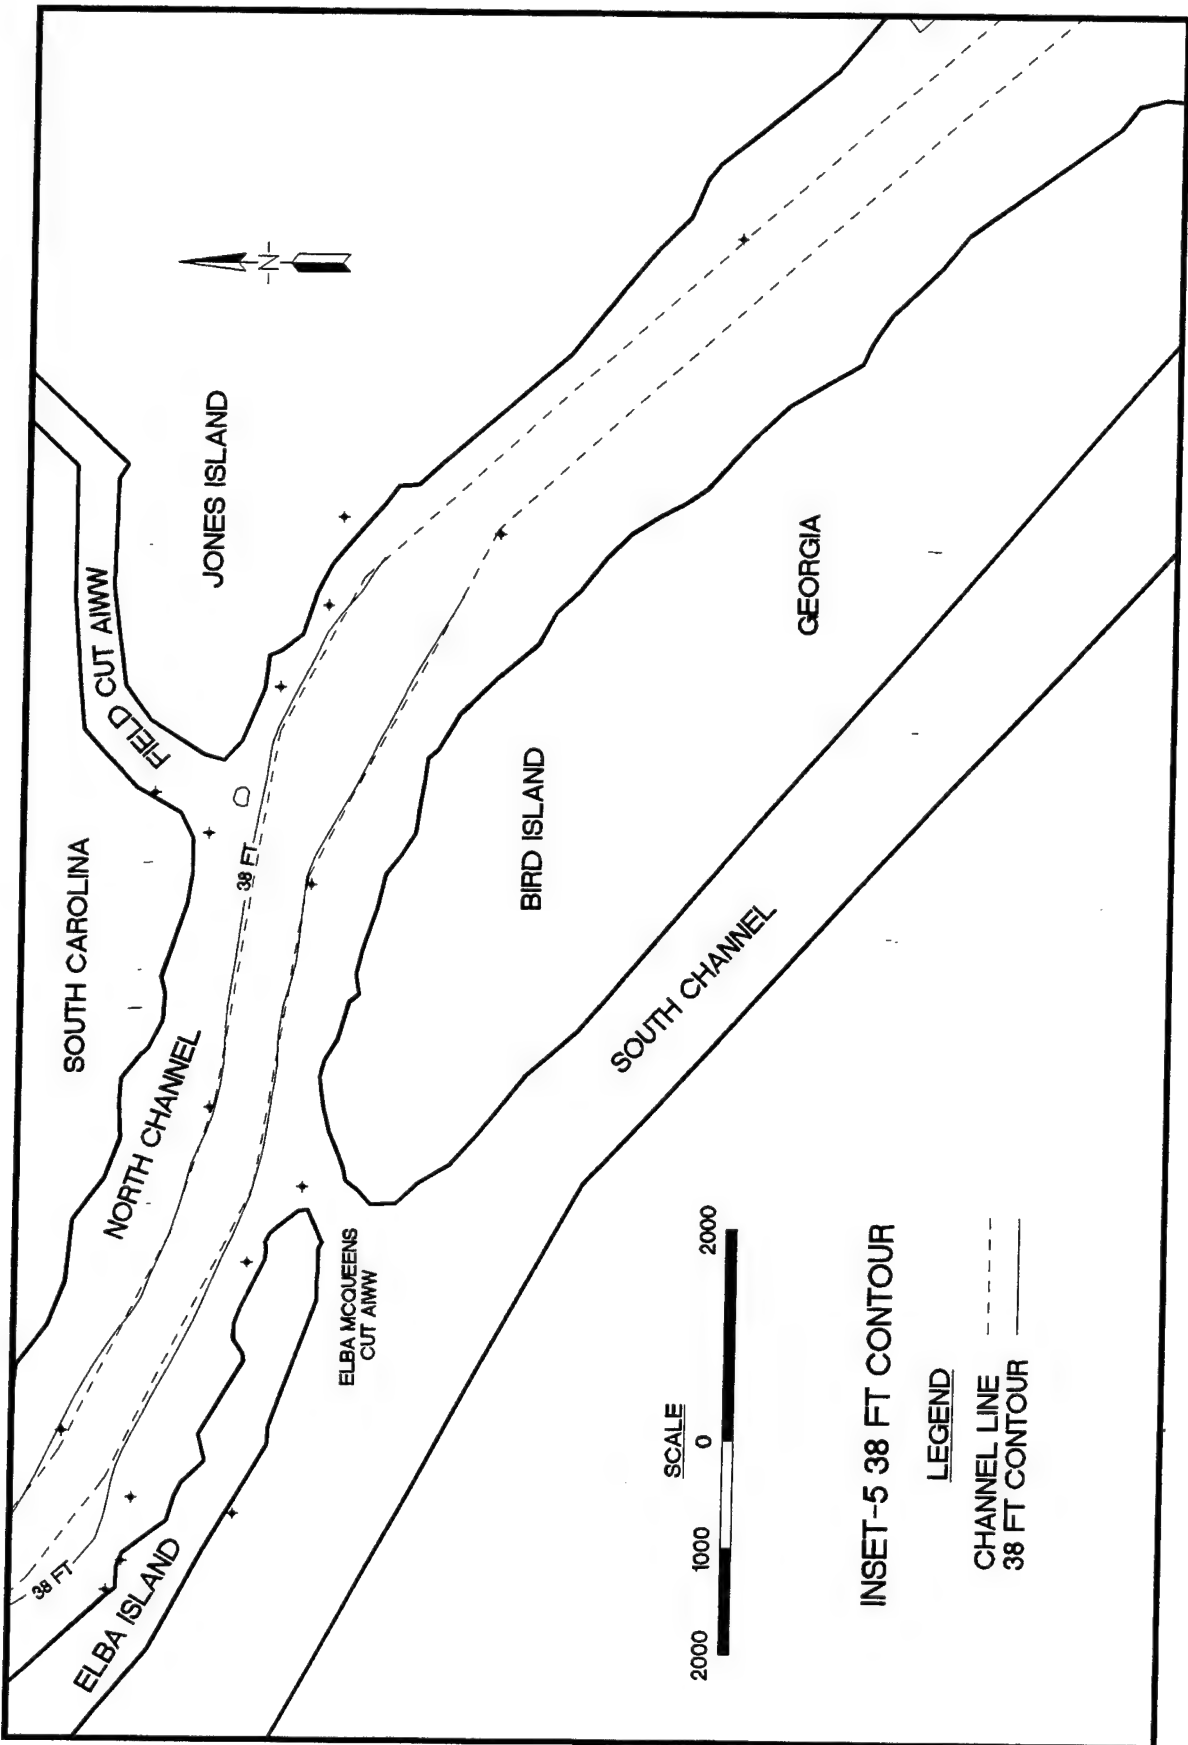 SOUTH CAROLINA
FIELD CUT AIWW
JONES ISLAND
N
NORTH CHANNEL
38 FT
38 FT
ELBA ISLAND
ELBA MCQUEENS
CUT AIWW
BIRD ISLAND
GEORGIA
SOUTH CHANNEL
SCALE
2000 1000 0 2000
INSET-5 38 FT CONTOUR
LEGEND
CHANNEL LINE
38 FT CONTOUR